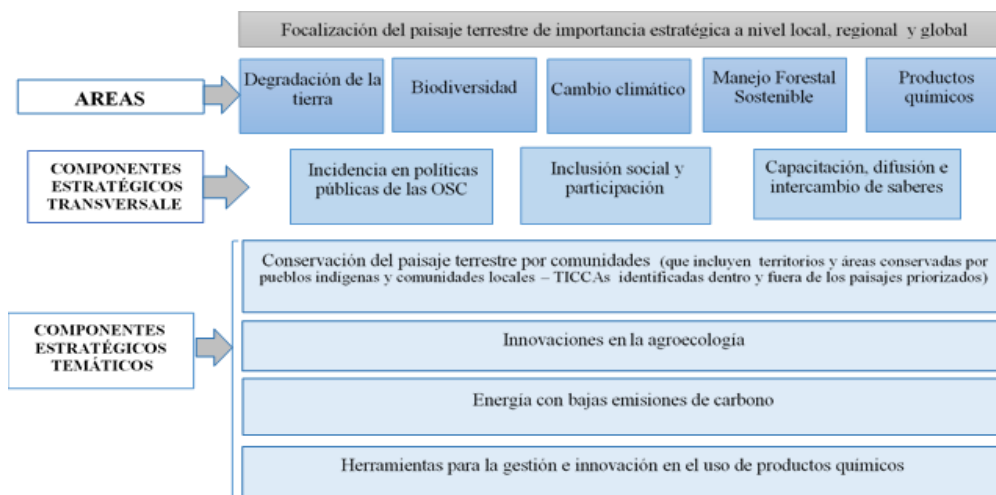 Focalización del paisaje terrestre de importancia estratégica a nivel local, regional y global
AREAS
Degradación de la
tierra
Biodiversidad
Cambio climático
Manejo Forestal
Sostenible
Productos
químicos
COMPONENTES
ESTRATÉGICOS
TRANSVERSALE
Incidencia en políticas
públicas de las OSC
Inclusión social y
participación
Capacitación, difusión e
intercambio de saberes
COMPONENTES
ESTRATÉGICOS
TEMÁTICOS
Conservación del paisaje terrestre por comunidades (que incluyen territorios y áreas conservadas por
pueblos indígenas y comunidades locales – TICCAs identificadas dentro y fuera de los paisajes priorizados)
Innovaciones en la agroecología
Energía con bajas emisiones de carbono
Herramientas para la gestión e innovación en el uso de productos químicos